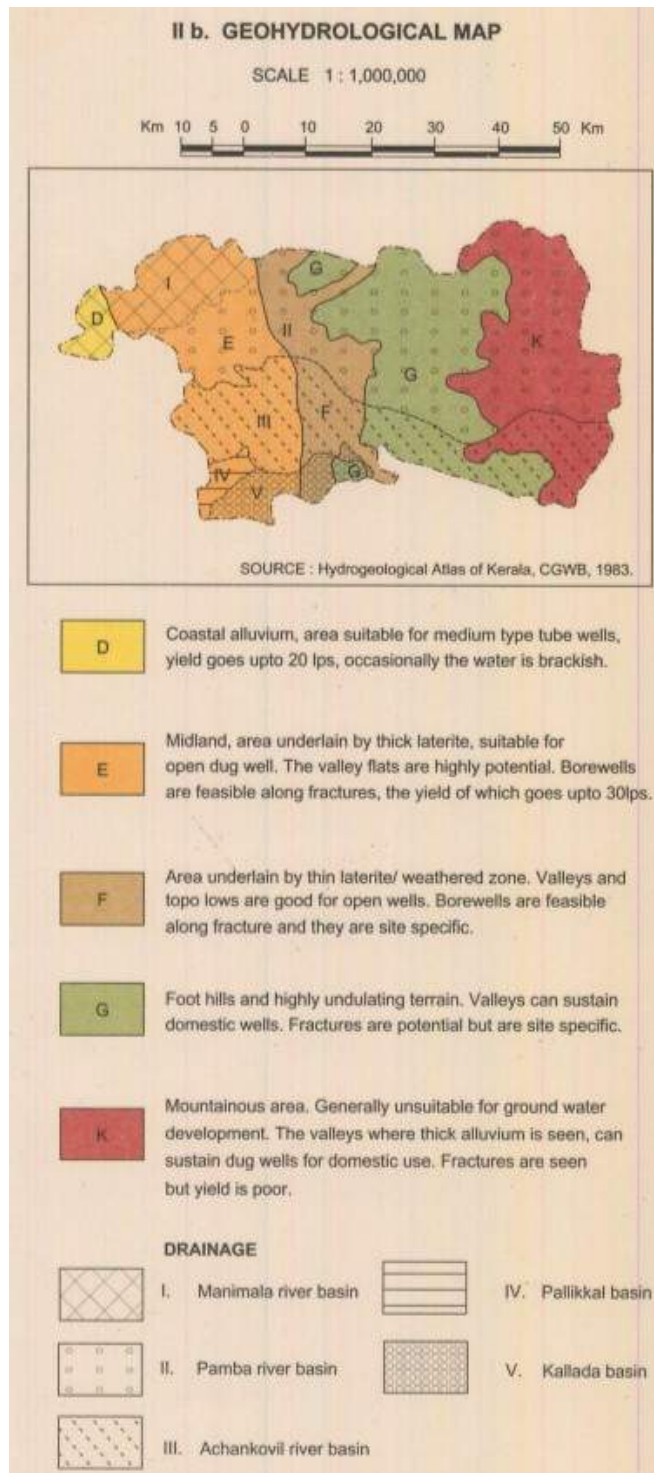 II b. GEOHYDROLOGICAL MAP
SCALE 1 : 1,000,000
Km 10 5 0 10 20 30 40 50 Km
I
G
D
II
E
K
G
III
F
IV
G
V
SOURCE : Hydrogeological Atlas of Kerala, CGWB, 1983.
D
Coastal alluvium, area suitable for medium type tube wells,
yield goes upto 20 lps, occasionally the water is brackish.
E
Midland, area underlain by thick laterite, suitable for
open dug well. The valley flats are highly potential. Borewells
are feasible along fractures, the yield of which goes upto 30lps.
F
Area underlain by thin laterite/ weathered zone. Valleys and
topo lows are good for open wells. Borewells are feasible
along fracture and they are site specific.
G
Foot hills and highly undulating terrain. Valleys can sustain
domestic wells. Fractures are potential but are site specific.
K
Mountainous area. Generally unsuitable for ground water
development. The valleys where thick alluvium is seen, can
sustain dug wells for domestic use. Fractures are seen
but yield is poor.
DRAINAGE
I. Manimala river basin
IV. Pallikkal basin
II. Pamba river basin
V. Kallada basin
III. Achankovil river basin